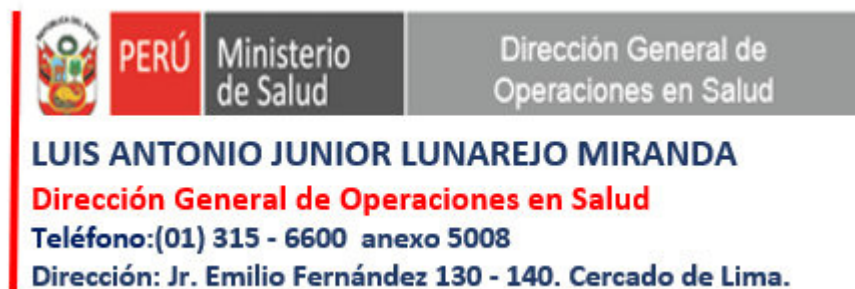 PERÚ
Ministerio
de Salud
Dirección General de
Operaciones en Salud
LUIS ANTONIO JUNIOR LUNAREJO MIRANDA
Dirección General de Operaciones en Salud
Teléfono:(01) 315 - 6600 anexo 5008
Dirección: Jr. Emilio Fernández 130 - 140. Cercado de Lima.